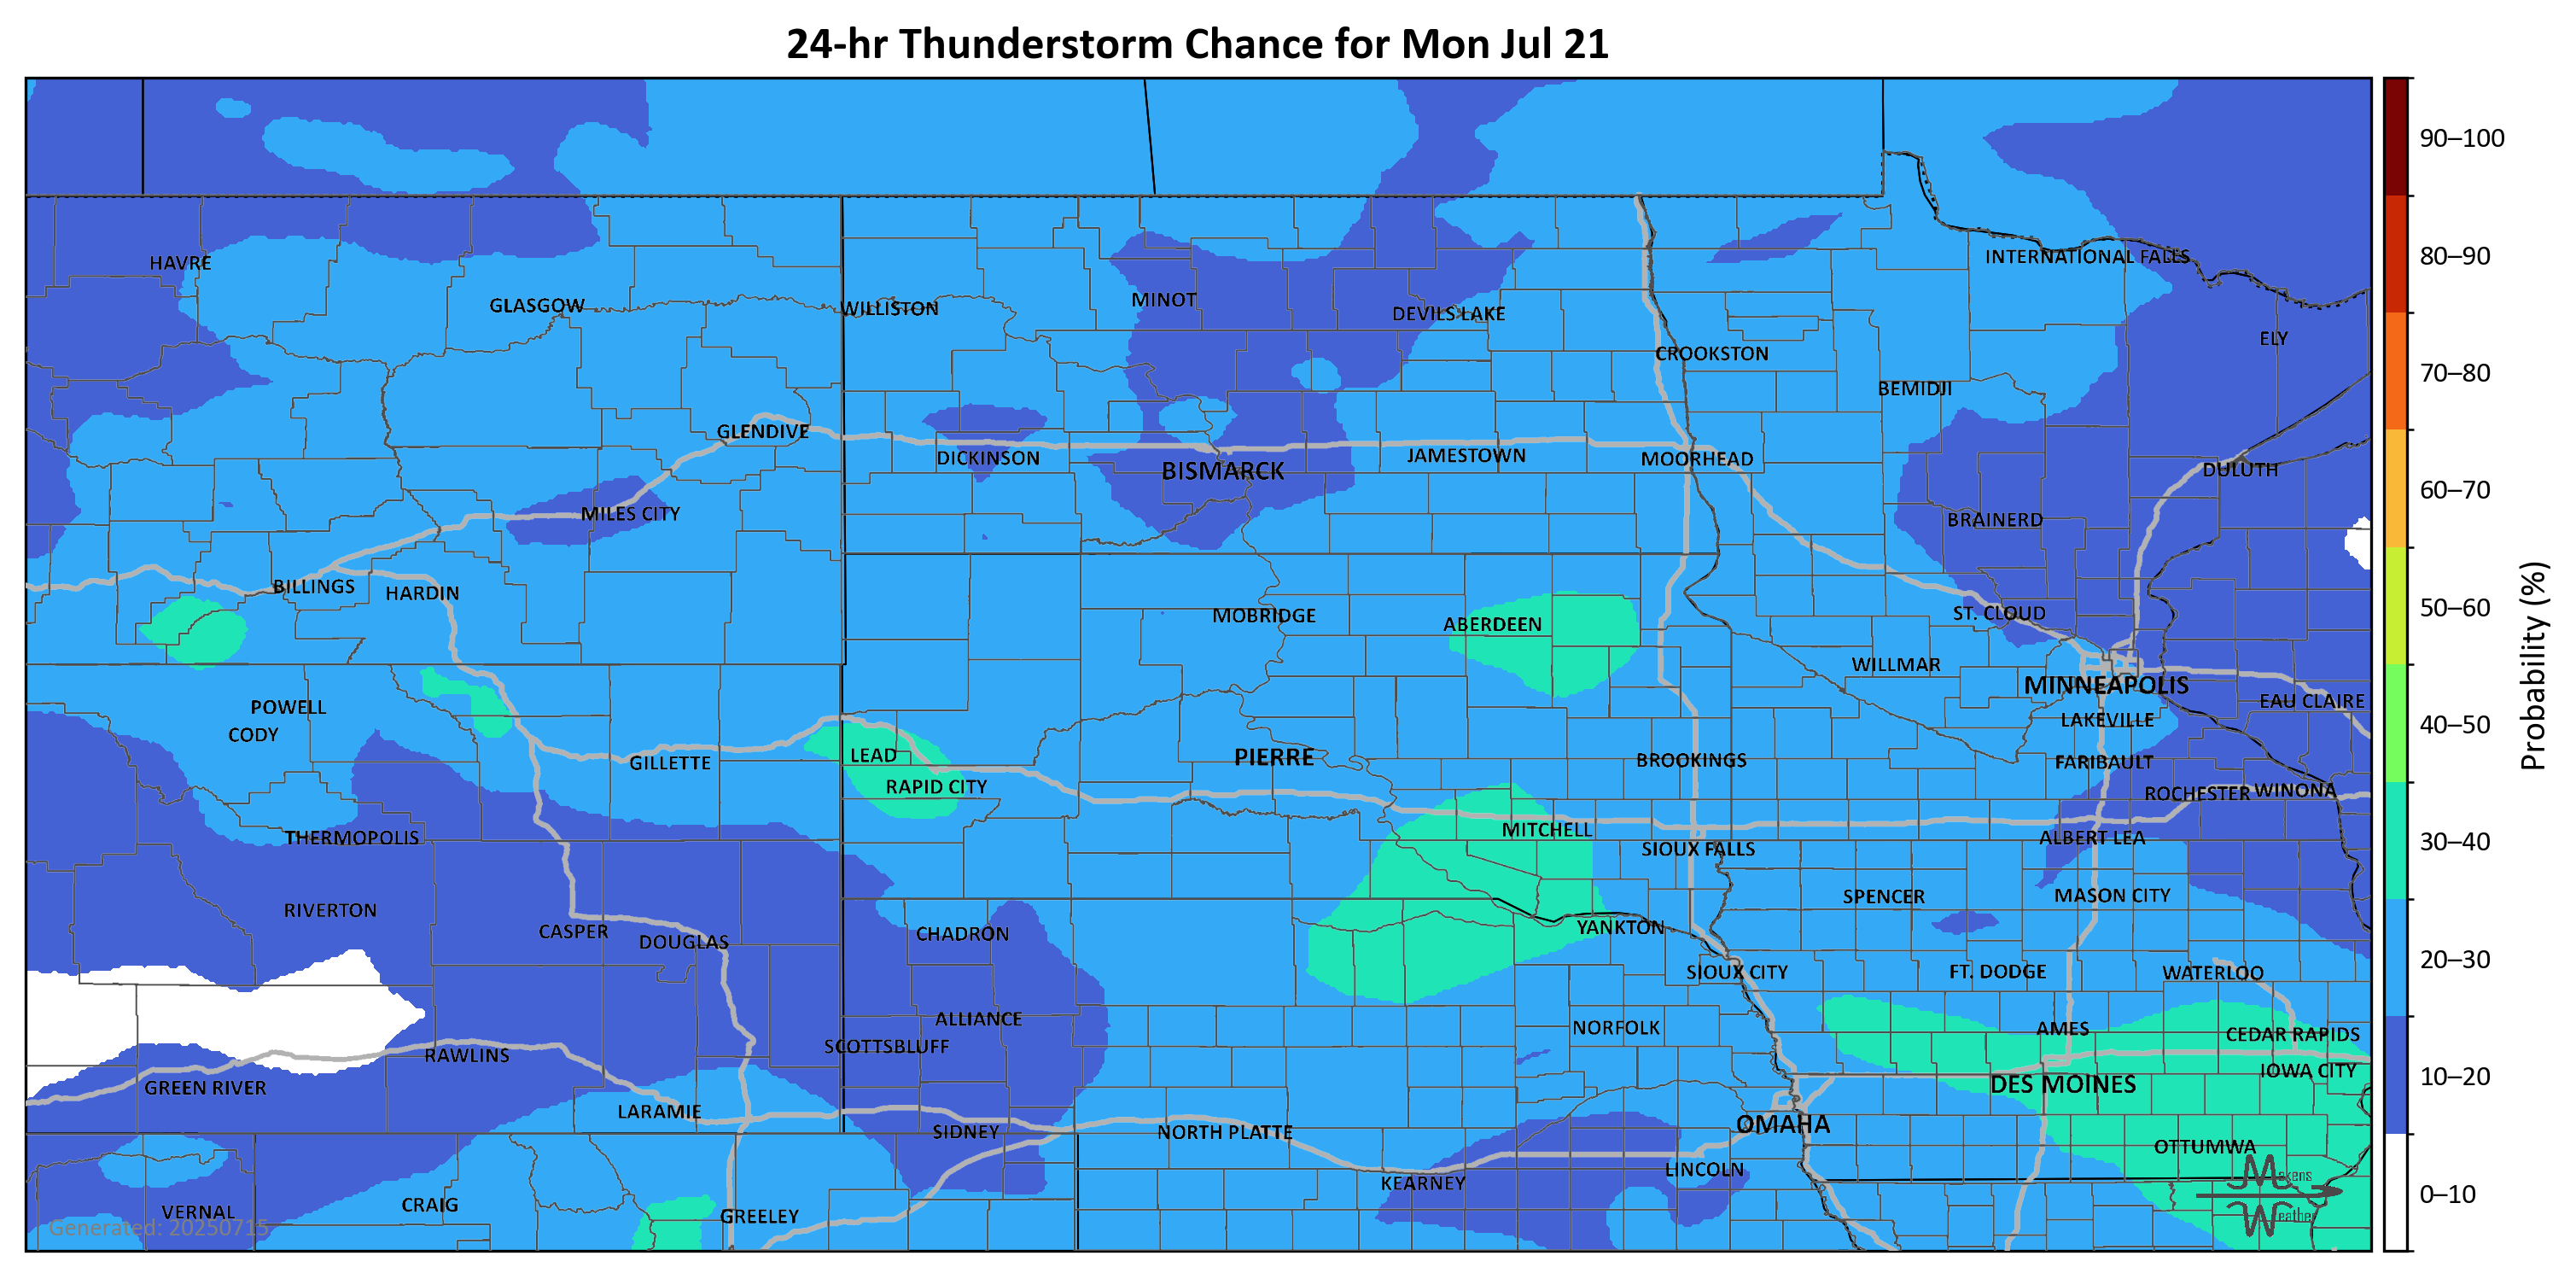 24-hr Thunderstorm Chance for Mon Jul 21
90–100
HAVRE
INTERNATIONAL FALLS
80–90
GLASGOW
WILLISTON
MINOT
DEVILS LAKE
ELY
CROOKSTON
70–80
BEMIDJI
GLENDIVE
DICKINSON
BISMARCK
JAMESTOWN
MOORHEAD
DULUTH
60–70
MILES CITY
BRAINERD
BILLINGS
HARDIN
50–60
MOBRIDGE
ABERDEEN
ST. CLOUD
WILLMAR
MINNEAPOLIS
Probability (%)
POWELL
EAU CLAIRE
CODY
LAKEVILLE
40–50
GILLETTE
LEAD
PIERRE
BROOKINGS
FARIBAULT
RAPID CITY
ROCHESTER
WINONA
THERMOPOLIS
MITCHELL
ALBERT LEA
30–40
SIOUX FALLS
RIVERTON
SPENCER
MASON CITY
CASPER
DOUGLAS
CHADRON
YANKTON
20–30
SIOUX CITY
FT. DODGE
WATERLOO
ALLIANCE
NORFOLK
AMES
CEDAR RAPIDS
RAWLINS
SCOTTSBLUFF
IOWA CITY
GREEN RIVER
DES MOINES
10–20
LARAMIE
OMAHA
SIDNEY
NORTH PLATTE
OTTUMWA
LINCOLN
KEARNEY
Makens
Weather
0–10
VERNAL
CRAIG
GREELEY
Generated: 20250715